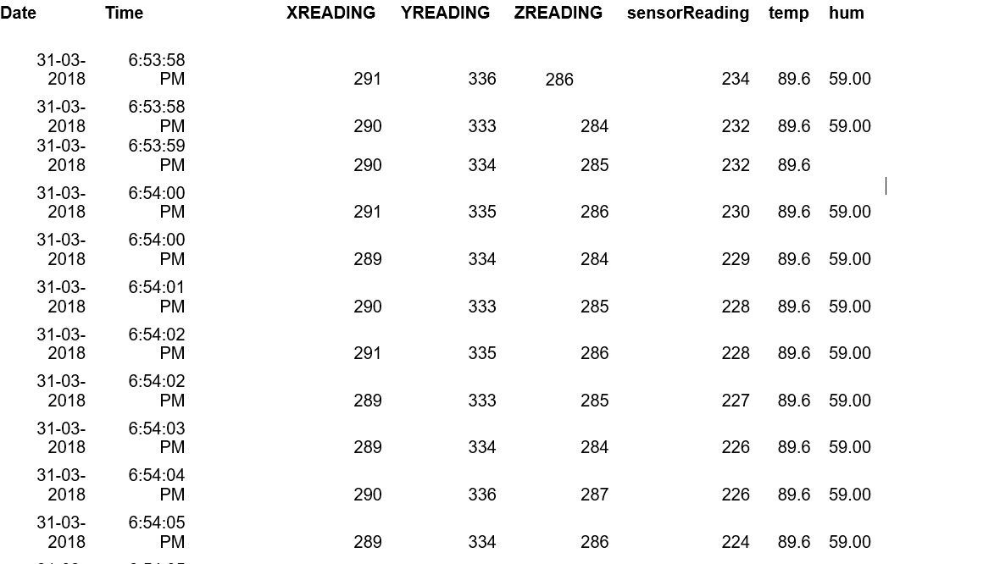 Date Time XREADING YREADING ZREADING sensorReading temp hum
31-03- 6:53:58
2018 PM 291 336 286 234 89.6 59.00
31-03- 6:53:58
2018 PM 290 333 284 232 89.6 59.00
31-03- 6:53:59
2018 PM 290 334 285 232 89.6
31-03- 6:54:00
2018 PM 291 335 286 230 89.6 59.00
31-03- 6:54:00
2018 PM 289 334 284 229 89.6 59.00
31-03- 6:54:01
2018 PM 290 333 285 228 89.6 59.00
31-03- 6:54:02
2018 PM 291 335 286 228 89.6 59.00
31-03- 6:54:02
2018 PM 289 333 285 227 89.6 59.00
31-03- 6:54:03
2018 PM 289 334 284 226 89.6 59.00
31-03- 6:54:04
2018 PM 290 336 287 226 89.6 59.00
31-03- 6:54:05
2018 PM 289 334 286 224 89.6 59.00